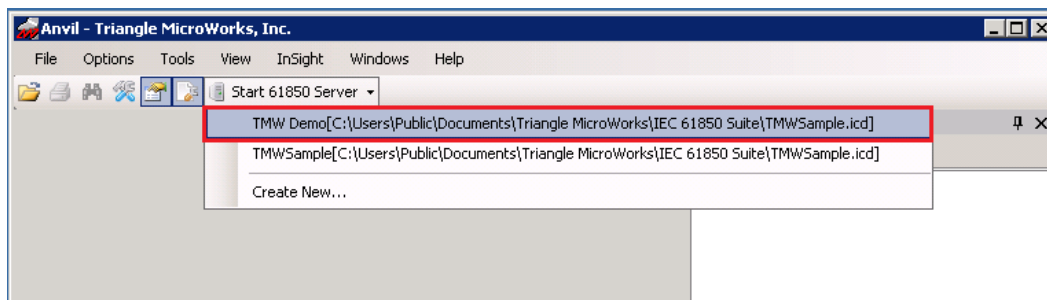 Anvil - Triangle MicroWorks, Inc.
File Options Tools View InSight Windows Help
Start 61850 Server
TMW Demo[C:\Users\Public\Documents\Triangle MicroWorks\IEC 61850 Suite\TMWSample.icd]
TMWSample[C:\Users\Public\Documents\Triangle MicroWorks\IEC 61850 Suite\TMWSample.icd]
Create New...